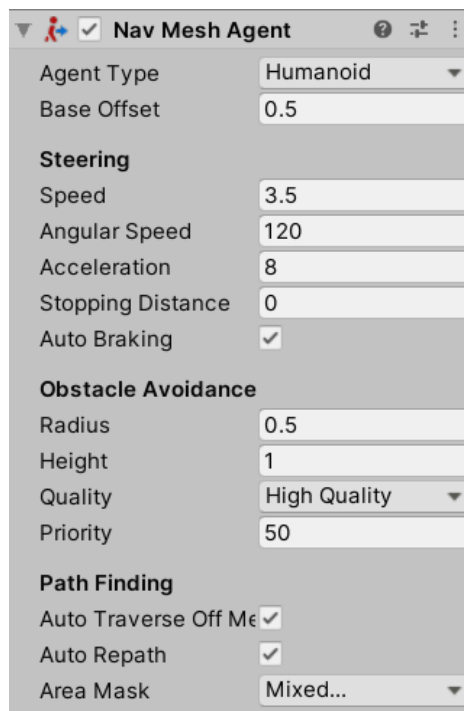 Nav Mesh Agent
Agent Type Humanoid
Base Offset 0.5
Steering
Speed 3.5
Angular Speed 120
Acceleration 8
Stopping Distance 0
Auto Braking
Obstacle Avoidance
Radius 0.5
Height 1
Quality High Quality
Priority 50
Path Finding
Auto Traverse Off Me
Auto Repath
Area Mask Mixed...